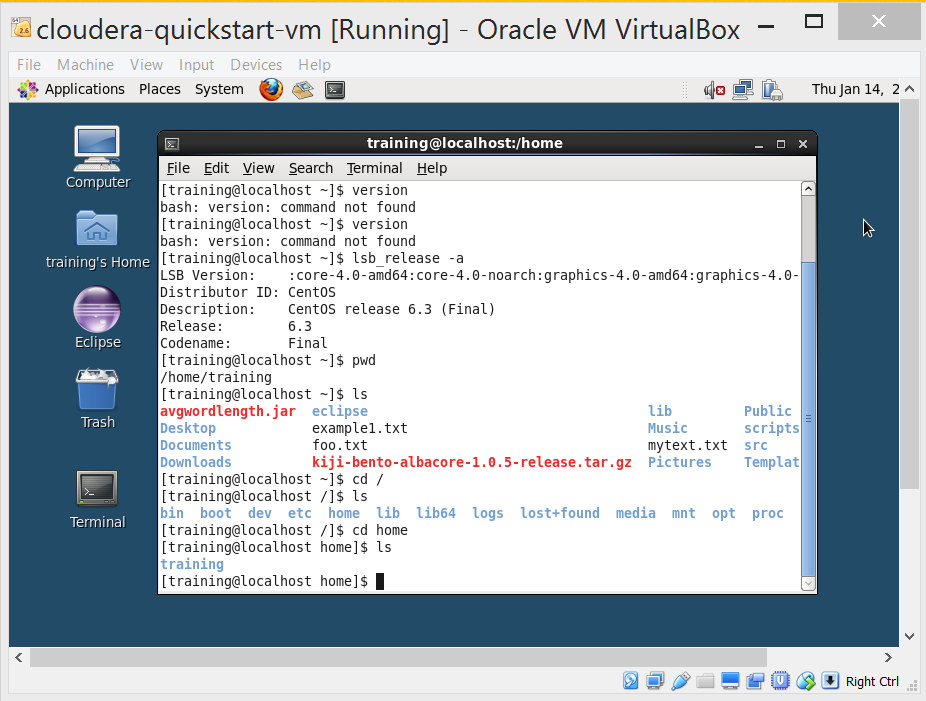 cloudera-quickstart-vm [Running] - Oracle VM VirtualBox
File Machine View Input Devices Help
Applications Places System Thu Jan 14, 2
Computer
training's Home
Eclipse
Trash
Terminal
training@localhost:/home
File Edit View Search Terminal Help
[training@localhost ~]$ version
bash: version: command not found
[training@localhost ~]$ version
bash: version: command not found
[training@localhost ~]$ lsb_release -a
LSB Version:    :core-4.0-amd64:core-4.0-noarch:graphics-4.0-amd64:graphics-4.0-
Distributor ID: CentOS
Description:    CentOS release 6.3 (Final)
Release:        6.3
Codename:       Final
[training@localhost ~]$ pwd
/home/training
[training@localhost ~]$ ls
avgwordlength.jar  eclipse                                   lib         Public
Desktop            example1.txt                              Music       scripts
Documents          foo.txt                                   mytext.txt  src
Downloads          kiji-bento-albacore-1.0.5-release.tar.gz  Pictures    Templat
[training@localhost ~]$ cd /
[training@localhost /]$ ls
bin  boot  dev  etc  home  lib  lib64  logs  lost+found  media  mnt  opt  proc
[training@localhost /]$ cd home
[training@localhost home]$ ls
training
[training@localhost home]$
Right Ctrl